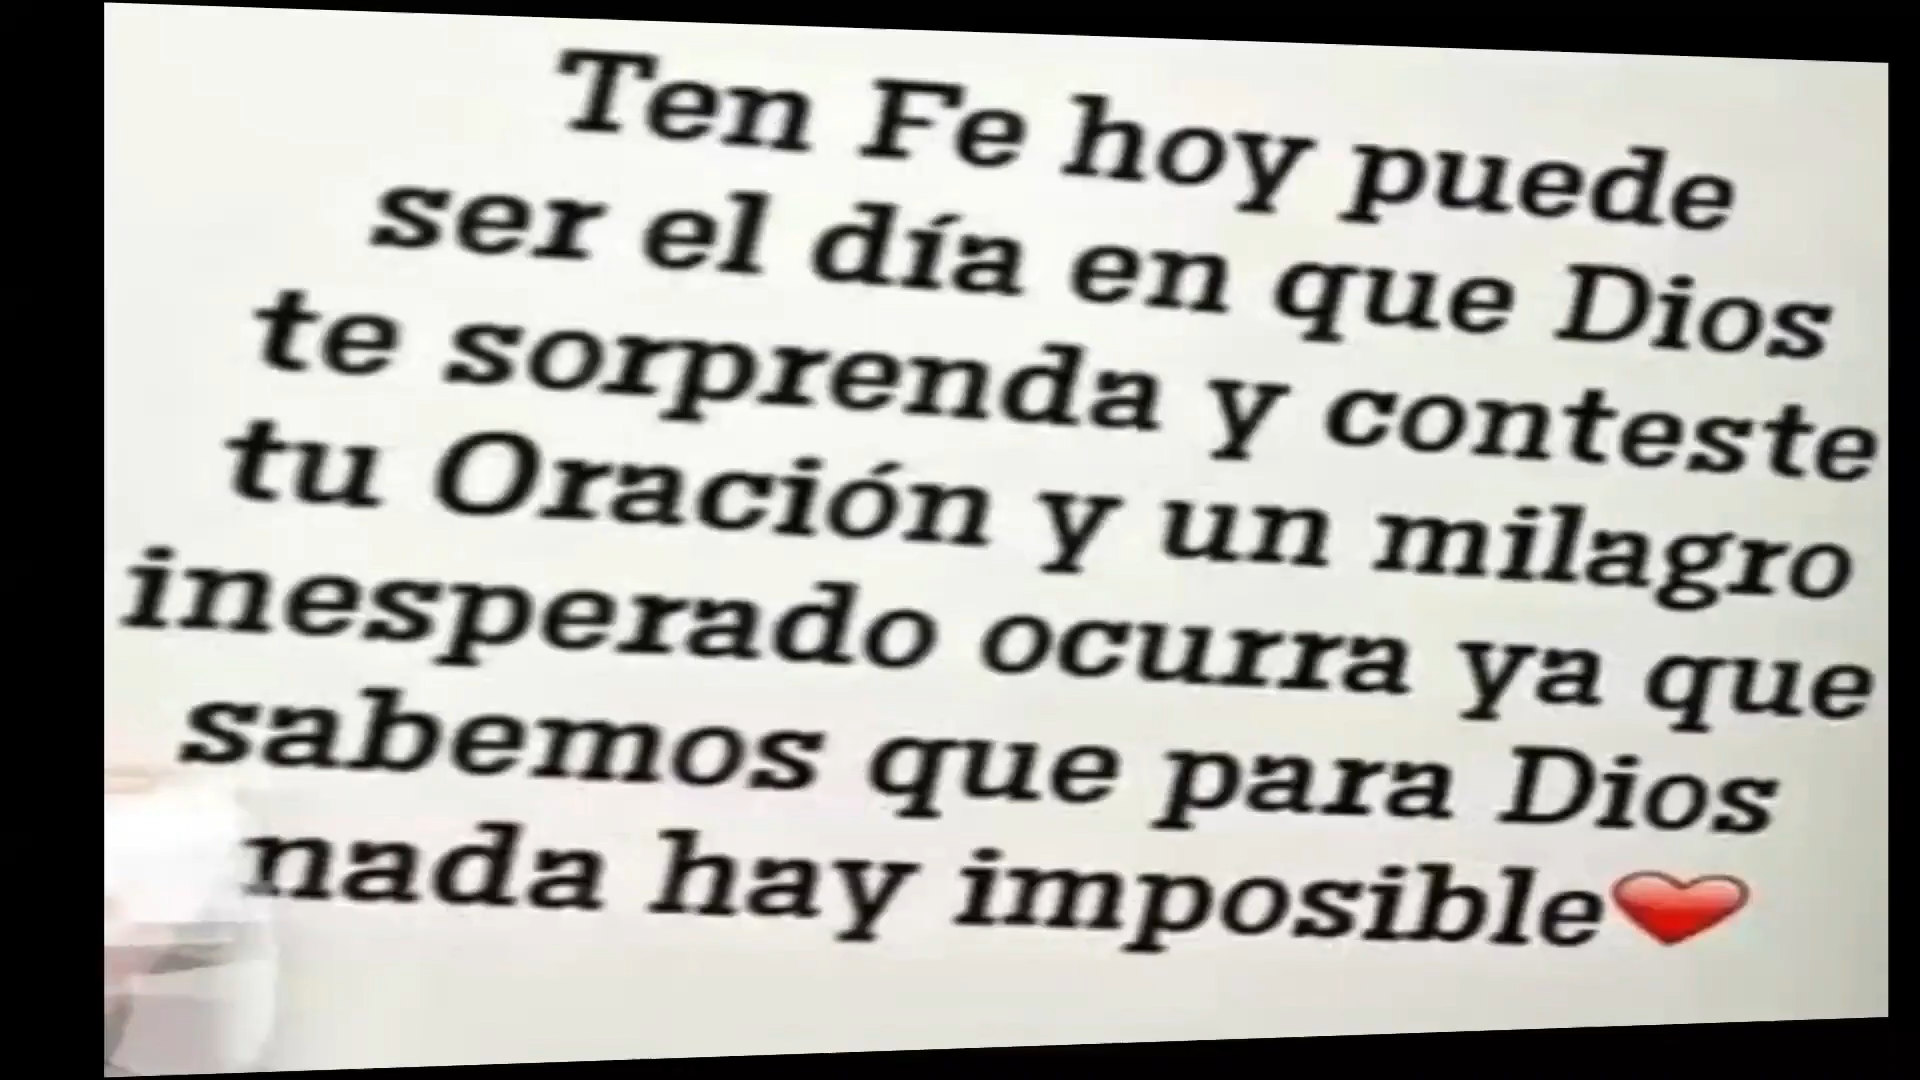 Ten Fe hoy puede
ser el día en que Dios
te sorprenda y conteste
tu Oración y un milagro
inesperado ocurra ya que
sabemos que para Dios
nada hay imposible❤